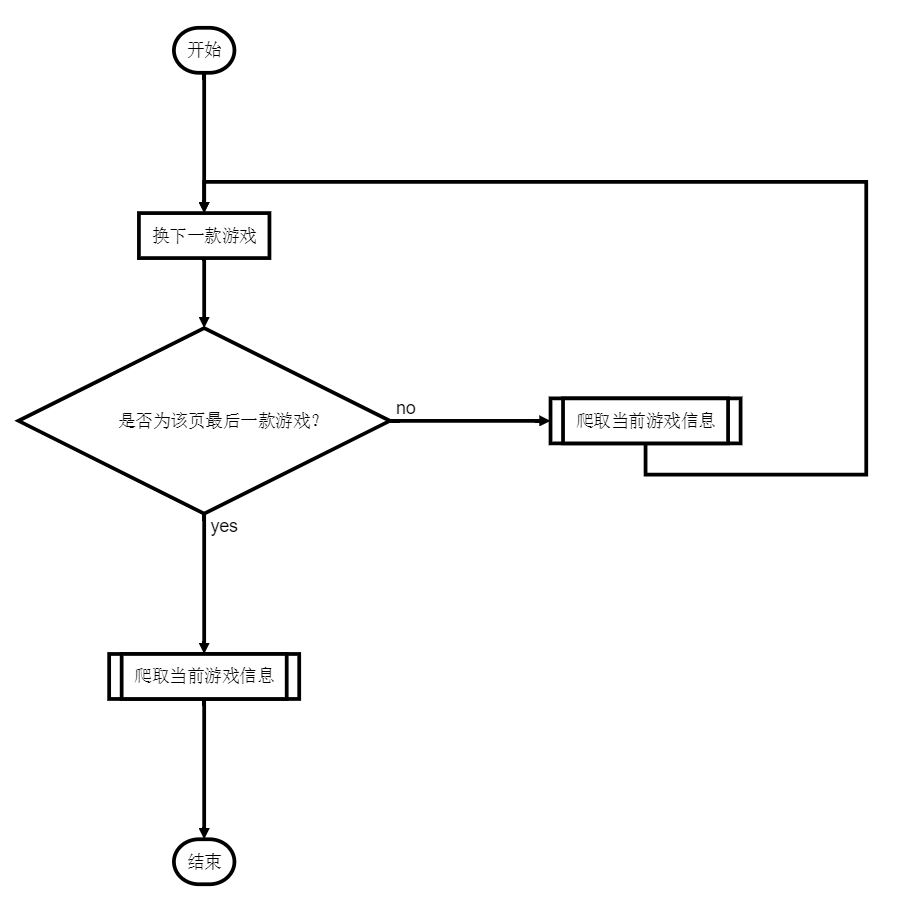 开始
换下一款游戏
是否为该页最后一款游戏?
no
爬取当前游戏信息
yes
爬取当前游戏信息
结束